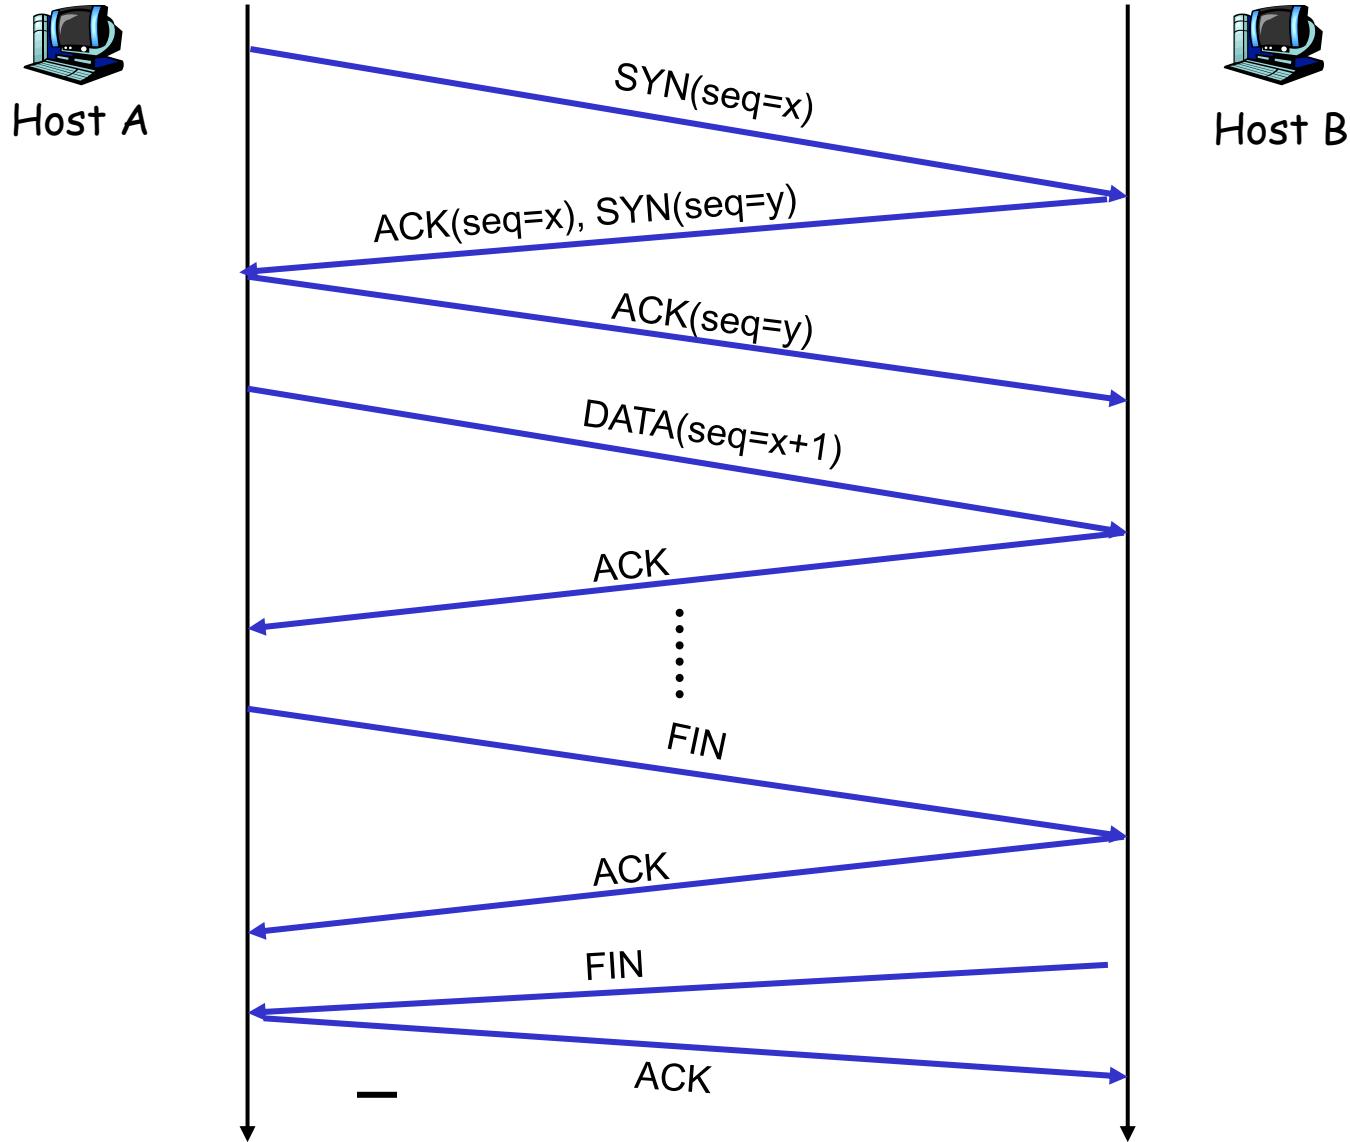 Host A
Host B
SYN(seq=x)
ACK(seq=x), SYN(seq=y)
ACK(seq=y)
DATA(seq=x+1)
ACK
FIN
ACK
FIN
ACK